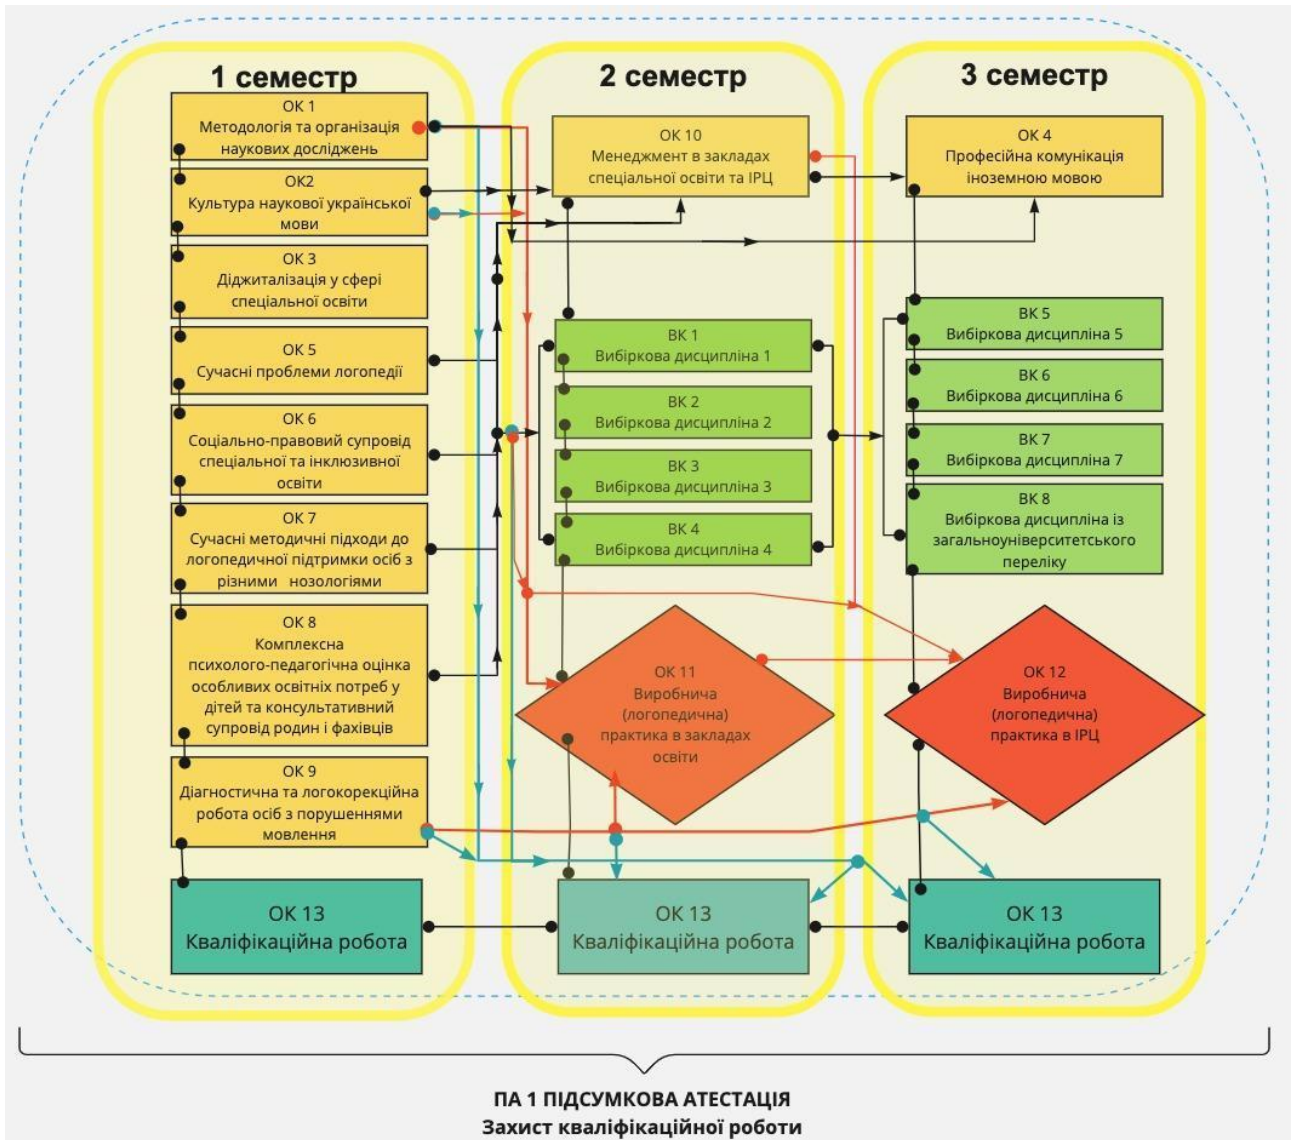 1 семестр
ОК 1
Методологія та організація
наукових досліджень
ОК2
Культура наукової української
мови
ОК 3
Діджиталізація у сфері
спеціальної освіти
ОК 5
Сучасні проблеми логопедії
ОК 6
Соціально-правовий супровід
спеціальної та інклюзивної
освіти
ОК 7
Сучасні методичні підходи до
логопедичної підтримки осіб з
різними нозологіями
ОК 8
Комплексна
психолого-педагогічна оцінка
особливих освітніх потреб у
дітей та консультативний
супровід родин і фахівців
ОК 9
Діагностична та логокорекційна
робота осіб з порушеннями
мовлення
ОК 13
Кваліфікаційна робота
2 семестр
ОК 10
Менеджмент в закладах
спеціальної освіти та ІРЦ
ВК 1
Вибіркова дисципліна 1
ВК 2
Вибіркова дисципліна 2
ВК 3
Вибіркова дисципліна 3
ВК 4
Вибіркова дисципліна 4
ОК 11
Виробнича
(логопедична)
практика в закладах
освіти
ОК 13
Кваліфікаційна робота
3 семестр
ОК 4
Професійна комунікація
іноземною мовою
ВК 5
Вибіркова дисципліна 5
ВК 6
Вибіркова дисципліна 6
ВК 7
Вибіркова дисципліна 7
ВК 8
Вибіркова дисципліна із
загальноуніверситетського
переліку
ОК 12
Виробнича
(логопедична)
практика в ІРЦ
ОК 13
Кваліфікаційна робота
ПА 1 ПІДСУМКОВА АТЕСТАЦІЯ
Захист кваліфікаційної роботи